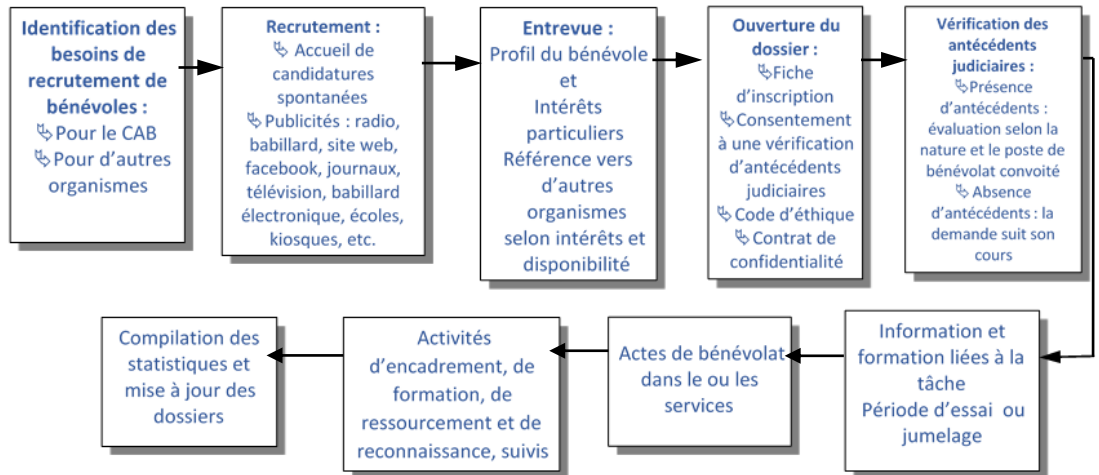 Identification des
besoins de
recrutement de
bénévoles :
Pour le CAB
Pour d'autres
organismes
Recrutement :
Accueil de
candidatures
spontanées
Publicités : radio,
babillard, site web,
facebook, journaux,
télévision, babillard
électronique, écoles,
kiosques, etc.
Entrevue :
Profil du bénévole
et
Intérêts
particuliers
Référence vers
d'autres
organismes
selon intérêts et
disponibilité
Ouverture du
dossier :
Fiche
d'inscription
Consentement
à une vérification
d'antécédents
judiciaires
Code d'éthique
Contrat de
confidentialité
Vérification des
antécédents
judiciaires :
Présence
d'antécédents :
évaluation selon la
nature et le poste de
bénévolat convoité
Absence
d'antécédents : la
demande suit son
cours
Information et
formation liées à la
tâche
Période d'essai ou
jumelage
Actes de bénévolat
dans le ou les
services
Activités
d'encadrement, de
formation, de
ressourcement et de
reconnaissance, suivis
Compilation des
statistiques et
mise à jour des
dossiers